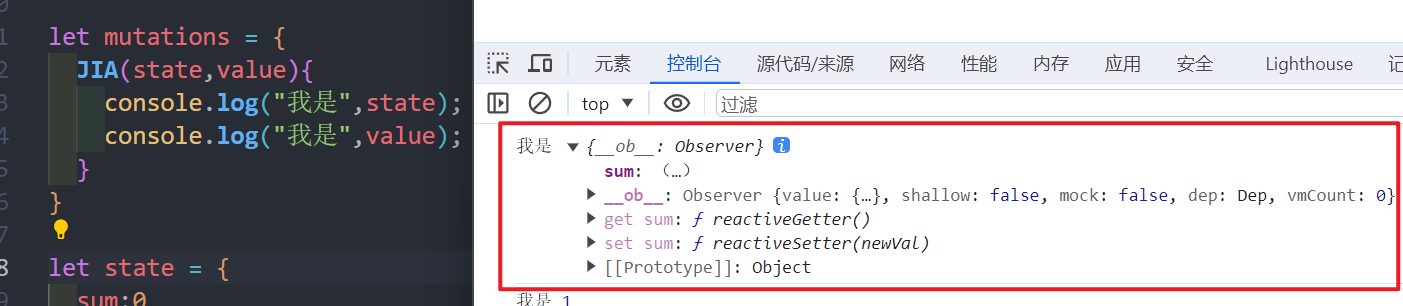 1 let mutations = {
2 JIA(state,value){
3 console.log("我是",state);
4 console.log("我是",value);
5 }
6 }
7
8 let state = {
9 sum:0
元素 控制台 源代码/来源 网络 性能 内存 应用 安全 Lighthouse 记
top ▼ 过滤
我是 ▼ {__ob__: Observer} i
sum: (…)
▶ __ob__: Observer {value: {…}, shallow: false, mock: false, dep: Dep, vmCount: 0}
▶ get sum: ƒ reactiveGetter()
▶ set sum: ƒ reactiveSetter(newVal)
▶ [[Prototype]]: Object
我是 1